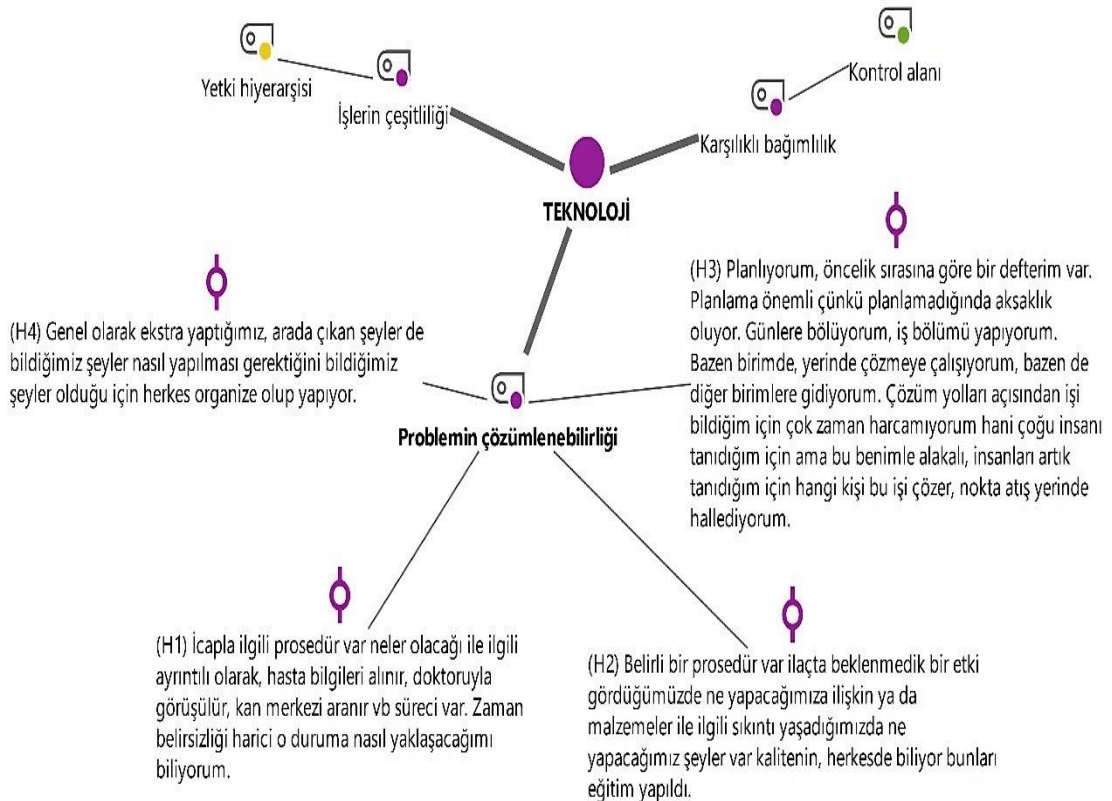 Yetki hiyerarşisi
İşlerin çeşitliliği
Kontrol alanı
Karşılıklı bağımlılık
TEKNOLOJİ
(H4) Genel olarak ekstra yaptığımız, arada çıkan şeyler de
bildiğimiz şeyler nasıl yapılması gerektiğini bildiğimiz
şeyler olduğu için herkes organize olup yapıyor.
(H3) Planlıyorum, öncelik sırasına göre bir defterim var.
Planlama önemli çünkü planlamadığında aksaklık
oluyor. Günlere bölüyorum, iş bölümü yapıyorum.
Bazen birimde, yerinde çözmeye çalışıyorum, bazen de
diğer birimlere gidiyorum. Çözüm yolları açısından işi
bildiğim için çok zaman harcamıyorum hani çoğu insanı
tanıdığım için ama bu benimle alakalı, insanları artık
tanıdığım için hangi kişi bu işi çözer, nokta atış yerinde
hallediyorum.
Problemin çözümlenebilirliği
(H1) İcapla ilgili prosedür var neler olacağı ile ilgili
ayrıntılı olarak, hasta bilgileri alınır, doktoruyla
görüşülür, kan merkezi aranır vb süreci var. Zaman
belirsizliği harici o duruma nasıl yaklaşacağımı
biliyorum.
(H2) Belirli bir prosedür var ilaçta beklenmedik bir etki
gördüğümüzde ne yapacağımıza ilişkin ya da
malzemeler ile ilgili sıkıntı yaşadığımızda ne
yapacağımız şeyler var kalitenin, herkesde biliyor bunları
eğitim yapıldı.